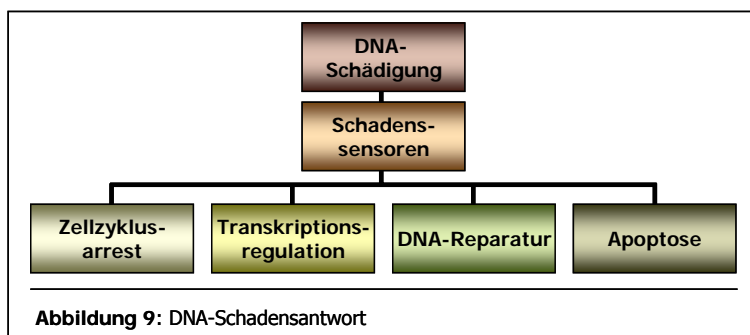 DNA-
Schädigung
Schadens-
sensoren
Zellzyklus-
arrest
Transkriptions-
regulation
DNA-Reparatur
Apoptose
Abbildung 9: DNA-Schadensantwort